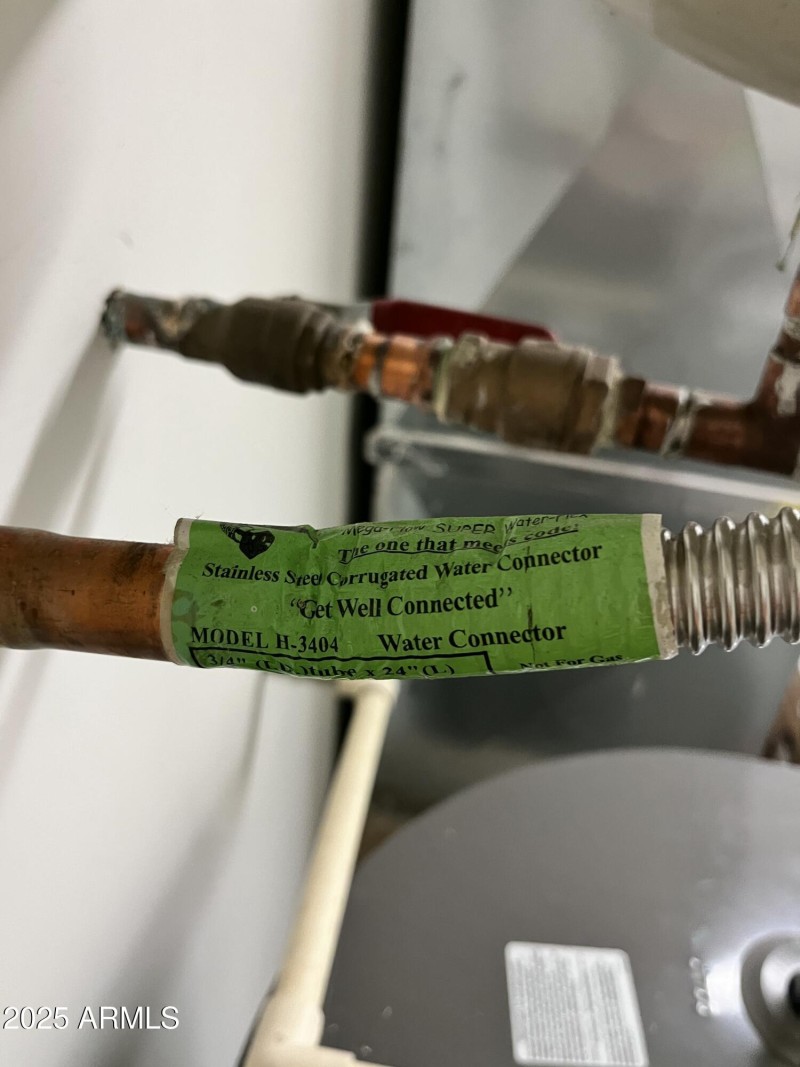 Mega-Flow SUPER Water-Flex
The one that meets code!
Stainless Steel Corrugated Water Connector
"Get Well Connected"
MODEL H-3404 Water Connector
3/4" (I.D.)tube x 24" (L) Not For Gas
2025 ARMLS